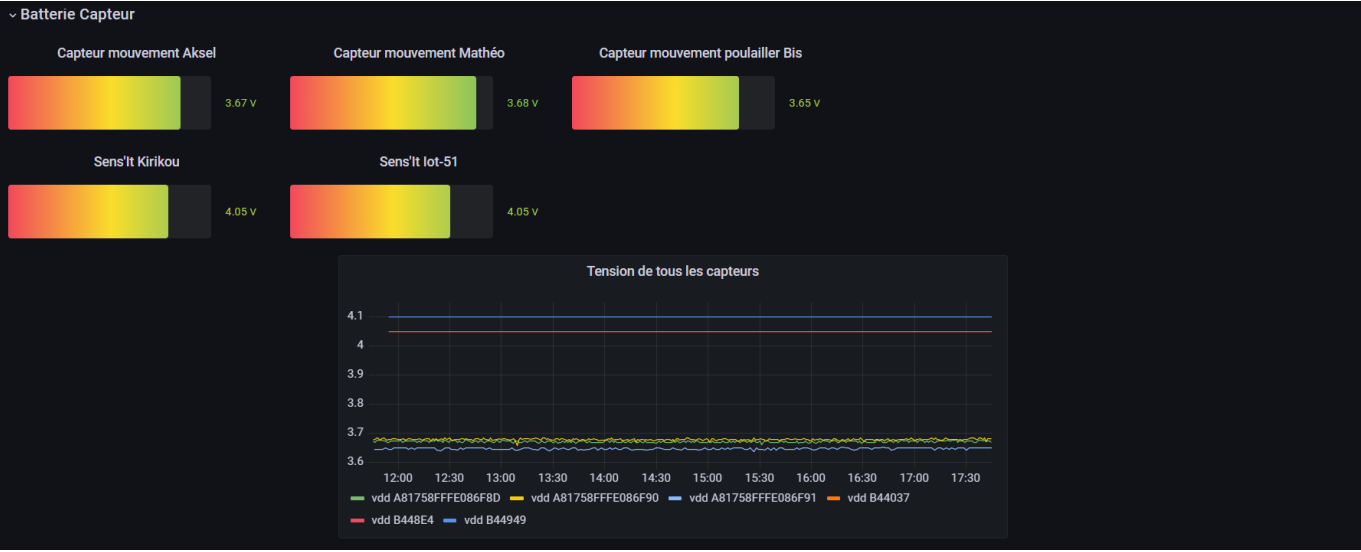 Batterie Capteur
Capteur mouvement Aksel
Capteur mouvement Mathéo
Capteur mouvement poulailler Bis
3.67 V
3.68 V
3.65 V
Sens'It Kirikou
Sens'It Iot-51
4.05 V
4.05 V
Tension de tous les capteurs
4.1
4
3.9
3.8
3.7
3.6
12:00 12:30 13:00 13:30 14:00 14:30 15:00 15:30 16:00 16:30 17:00 17:30
vdd A81758FFFE086F8D vdd A81758FFFE086F90 vdd A81758FFFE086F91 vdd B44037
vdd B448E4 vdd B44949